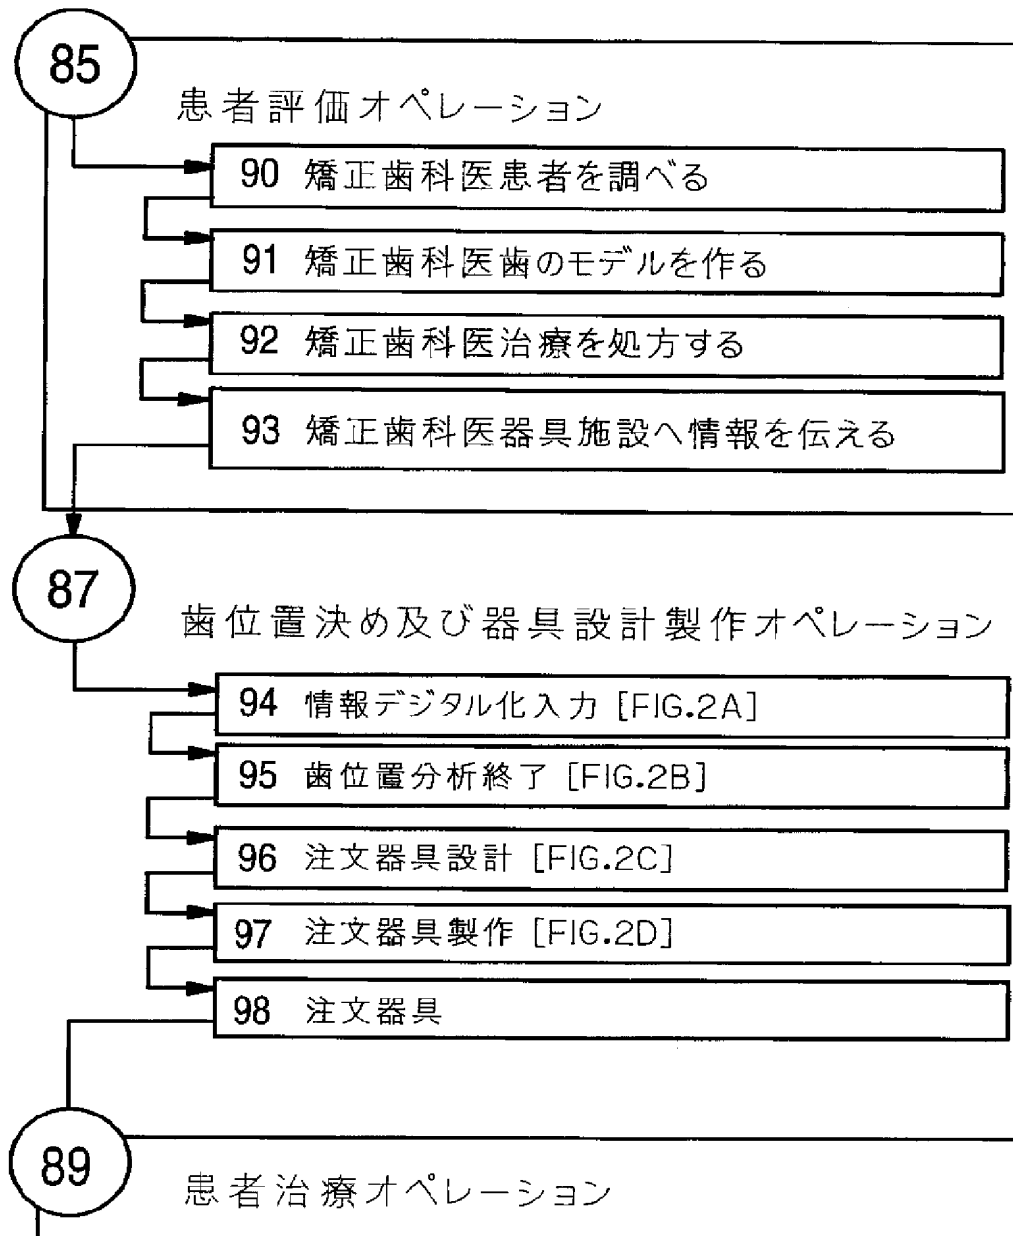 85
患者評価オペレーション
90 矯正歯科医患者を調べる
91 矯正歯科医歯のモデルを作る
92 矯正歯科医治療を処方する
93 矯正歯科医器具施設へ情報を伝える
87
歯位置決め及び器具設計製作オペレーション
94 情報デジタル化入力 [FIG.2A]
95 歯位置分析終了 [FIG.2B]
96 注文器具設計 [FIG.2C]
97 注文器具製作 [FIG.2D]
98 注文器具
89
患者治療オペレーション